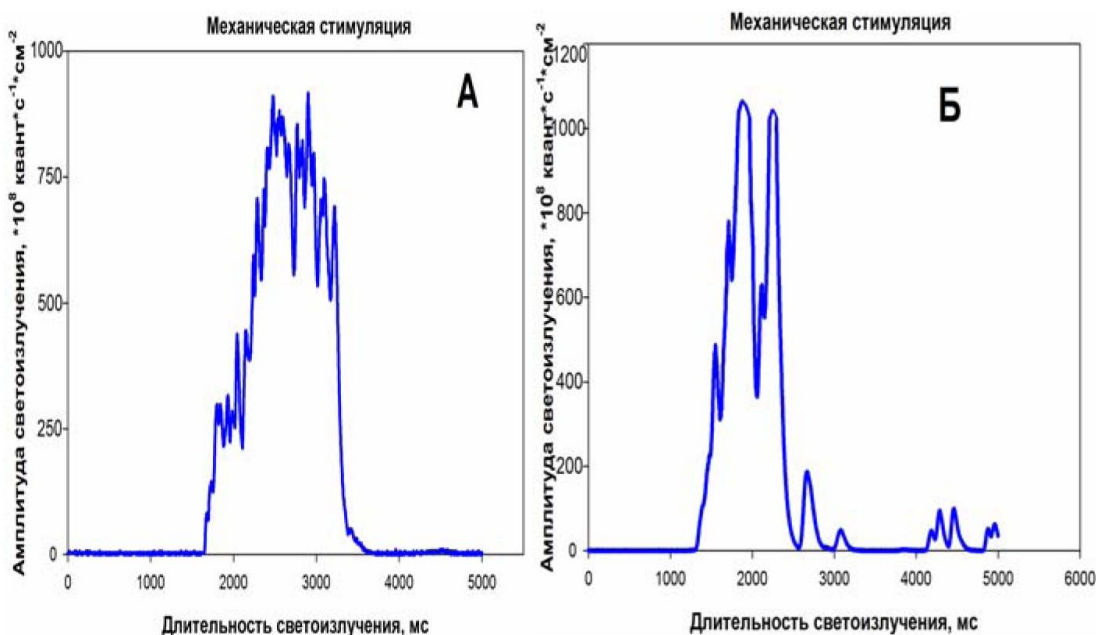 Механическая стимуляция
А
Амплитуда светоизлучения, *10⁸ квант*с⁻¹*см⁻²
1000
750
500
250
0
0 1000 2000 3000 4000 5000
Длительность светоизлучения, мс
Механическая стимуляция
Б
Амплитуда светоизлучения, *10⁸ квант*с⁻¹*см⁻²
1200
1000
800
600
400
200
0
0 1000 2000 3000 4000 5000 6000
Длительность светоизлучения, мс